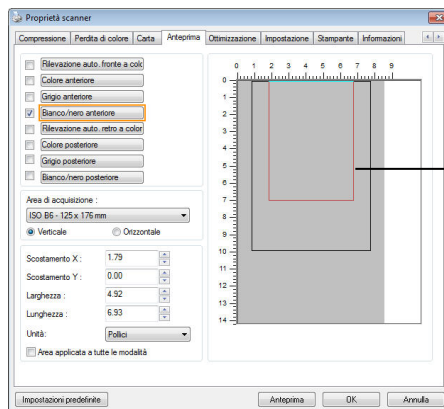 Proprietà scanner
Compressione Perdita di colore Carta Anteprima Ottimizzazione Impostazione Stampante Informazioni
Rilevazione auto. fronte a colo
Colore anteriore
Grigio anteriore
Bianco/nero anteriore
Rilevazione auto. retro a color
Colore posteriore
Grigio posteriore
Bianco/nero posteriore
Area di acquisizione :
ISO B6 - 125 x 176 mm
Verticale Orizzontale
Scostamento X : 1.79
Scostamento Y : 0.00
Larghezza : 4.92
Lunghezza : 6.93
Unità: Pollici
Area applicata a tutte le modalità
0 1 2 3 4 5 6 7 8 9
0
1
2
3
4
5
6
7
8
9
10
11
12
13
14
Impostazioni predefinite Anteprima OK Annulla